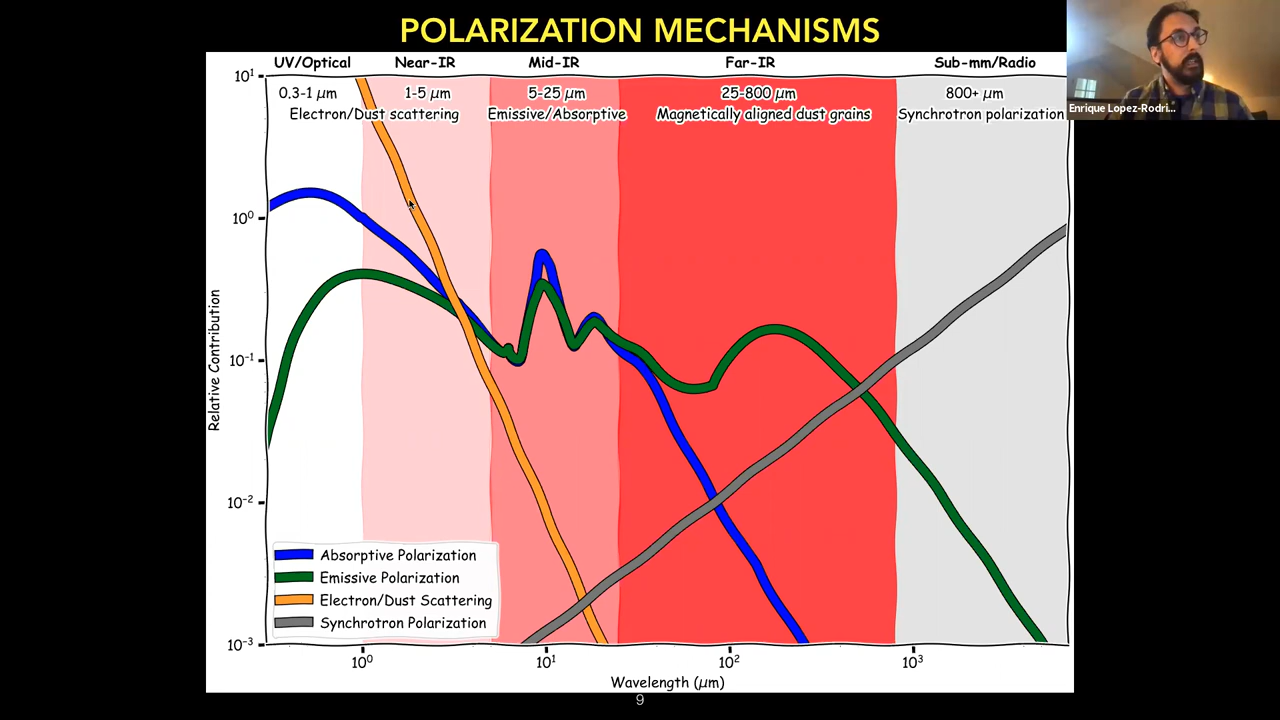 POLARIZATION MECHANISMS
UV/Optical Near-IR Mid-IR Far-IR Sub-mm/Radio
0.3-1 μm 1-5 μm 5-25 μm 25-800 μm 800+ μm
Electron/Dust scattering Emissive/Absorptive Magnetically aligned dust grains Synchrotron polarization
Enrique Lopez-Rodri...
10¹
10⁰
10⁻¹
10⁻²
10⁻³
Relative Contribution
Absorptive Polarization
Emissive Polarization
Electron/Dust Scattering
Synchrotron Polarization
10⁰ 10¹ 10² 10³
Wavelength (μm)
9